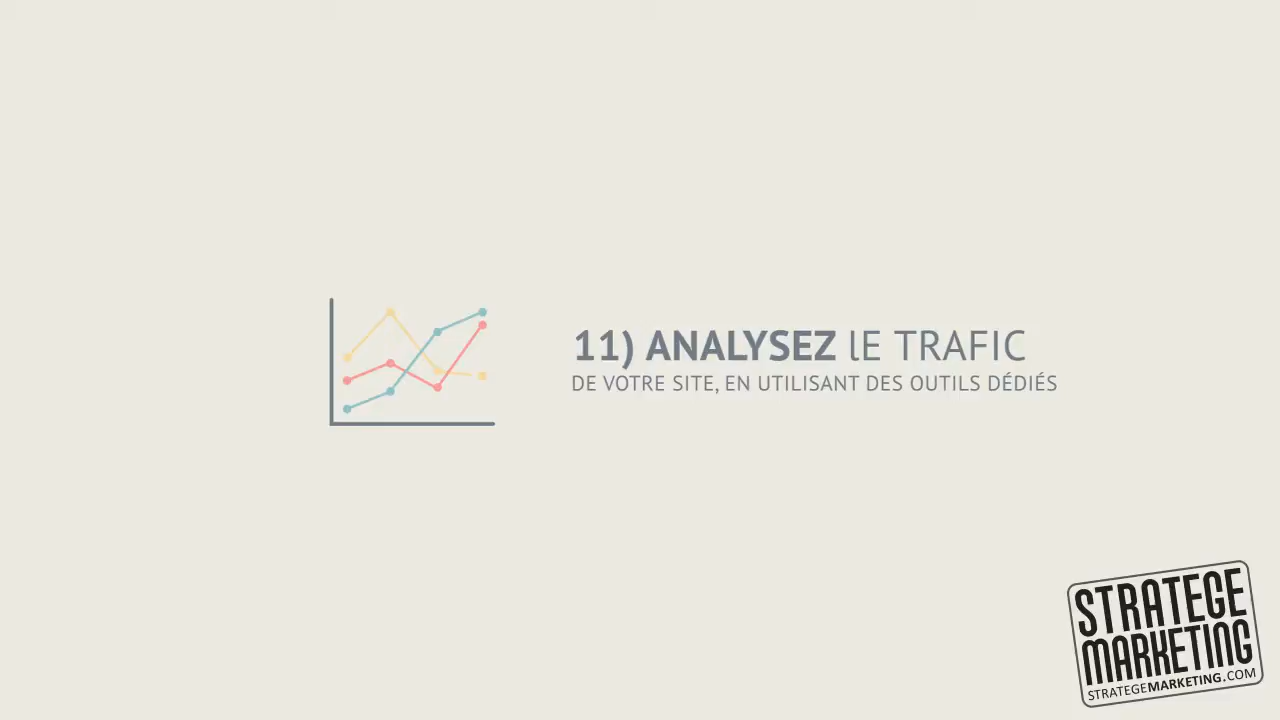 11) ANALYSEZ lE TRAFIC
DE VOTRE SITE, EN UTILISANT DES OUTILS DÉDIÉS
STRATEGE
MARKETING
STRATEGEMARKETING.COM